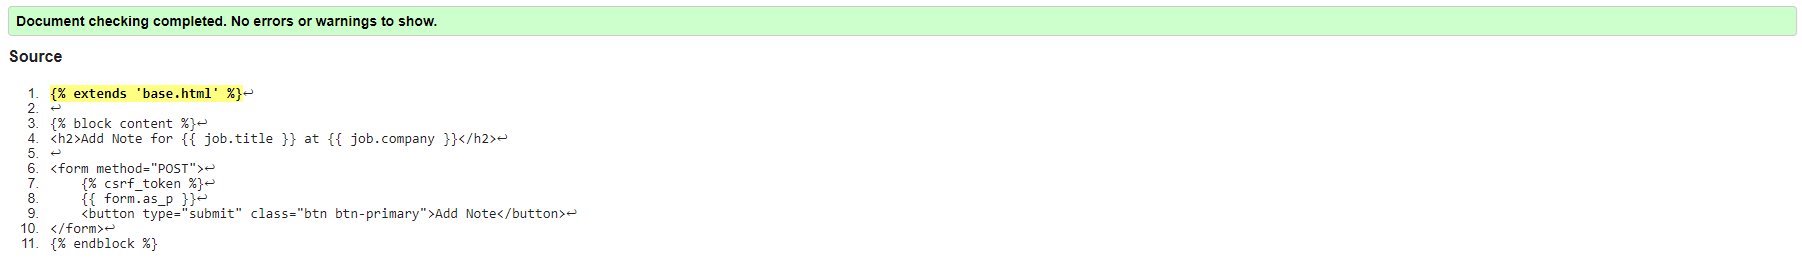 Document checking completed. No errors or warnings to show.
Source
1. {% extends 'base.html' %}↩
2. ↩
3. {% block content %}↩
4. <h2>Add Note for {{ job.title }} at {{ job.company }}</h2>↩
5. ↩
6. <form method="POST">↩
7.     {% csrf_token %}↩
8.     {{ form.as_p }}↩
9.     <button type="submit" class="btn btn-primary">Add Note</button>↩
10. </form>↩
11. {% endblock %}